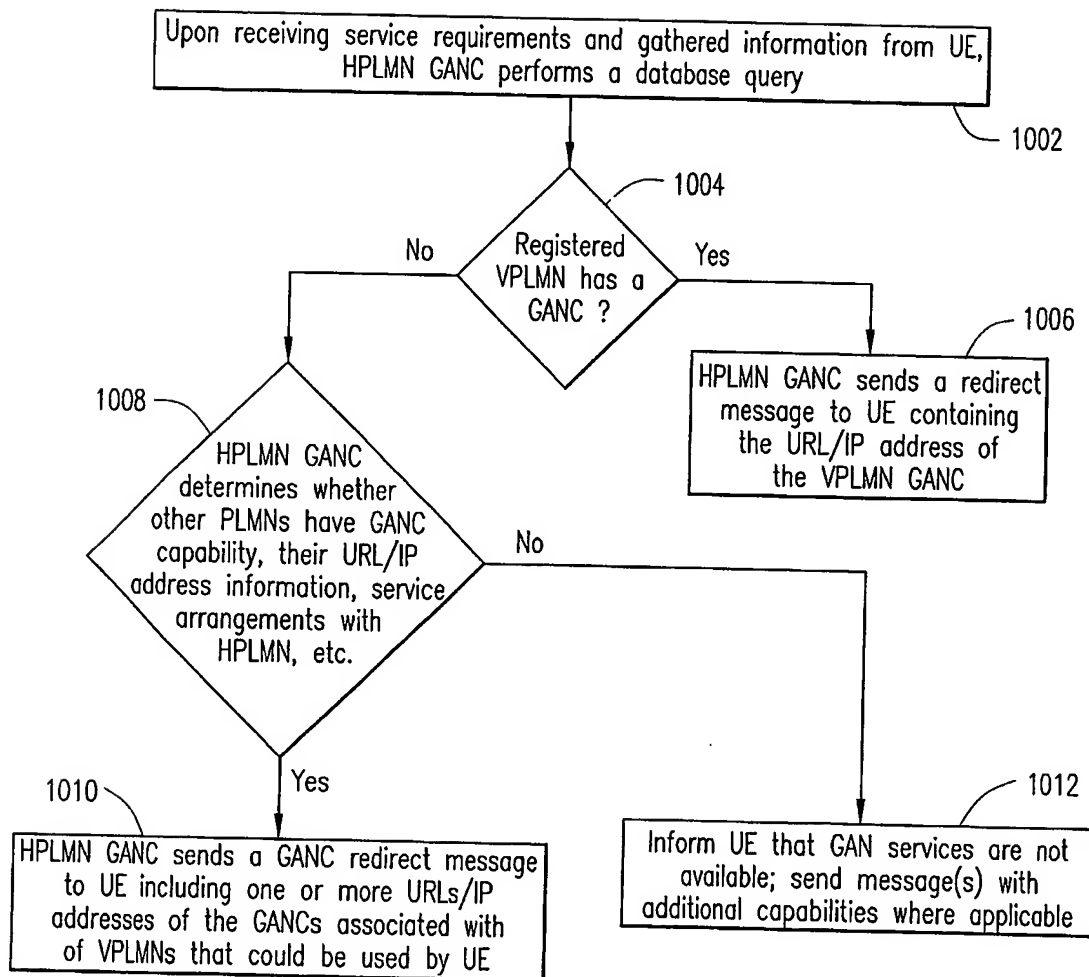 Upon receiving service requirements and gathered information from UE,
HPLMN GANC performs a database query
1002
1004
Registered
VPLMN has a
GANC ?
No
Yes
1006
HPLMN GANC sends a redirect
message to UE containing
the URL/IP address of
the VPLMN GANC
1008
HPLMN GANC
determines whether
other PLMNs have GANC
capability, their URL/IP
address information, service
arrangements with
HPLMN, etc.
No
Yes
1010
HPLMN GANC sends a GANC redirect message
to UE including one or more URLs/IP
addresses of the GANCs associated with
of VPLMNs that could be used by UE
1012
Inform UE that GAN services are not
available; send message(s) with
additional capabilities where applicable